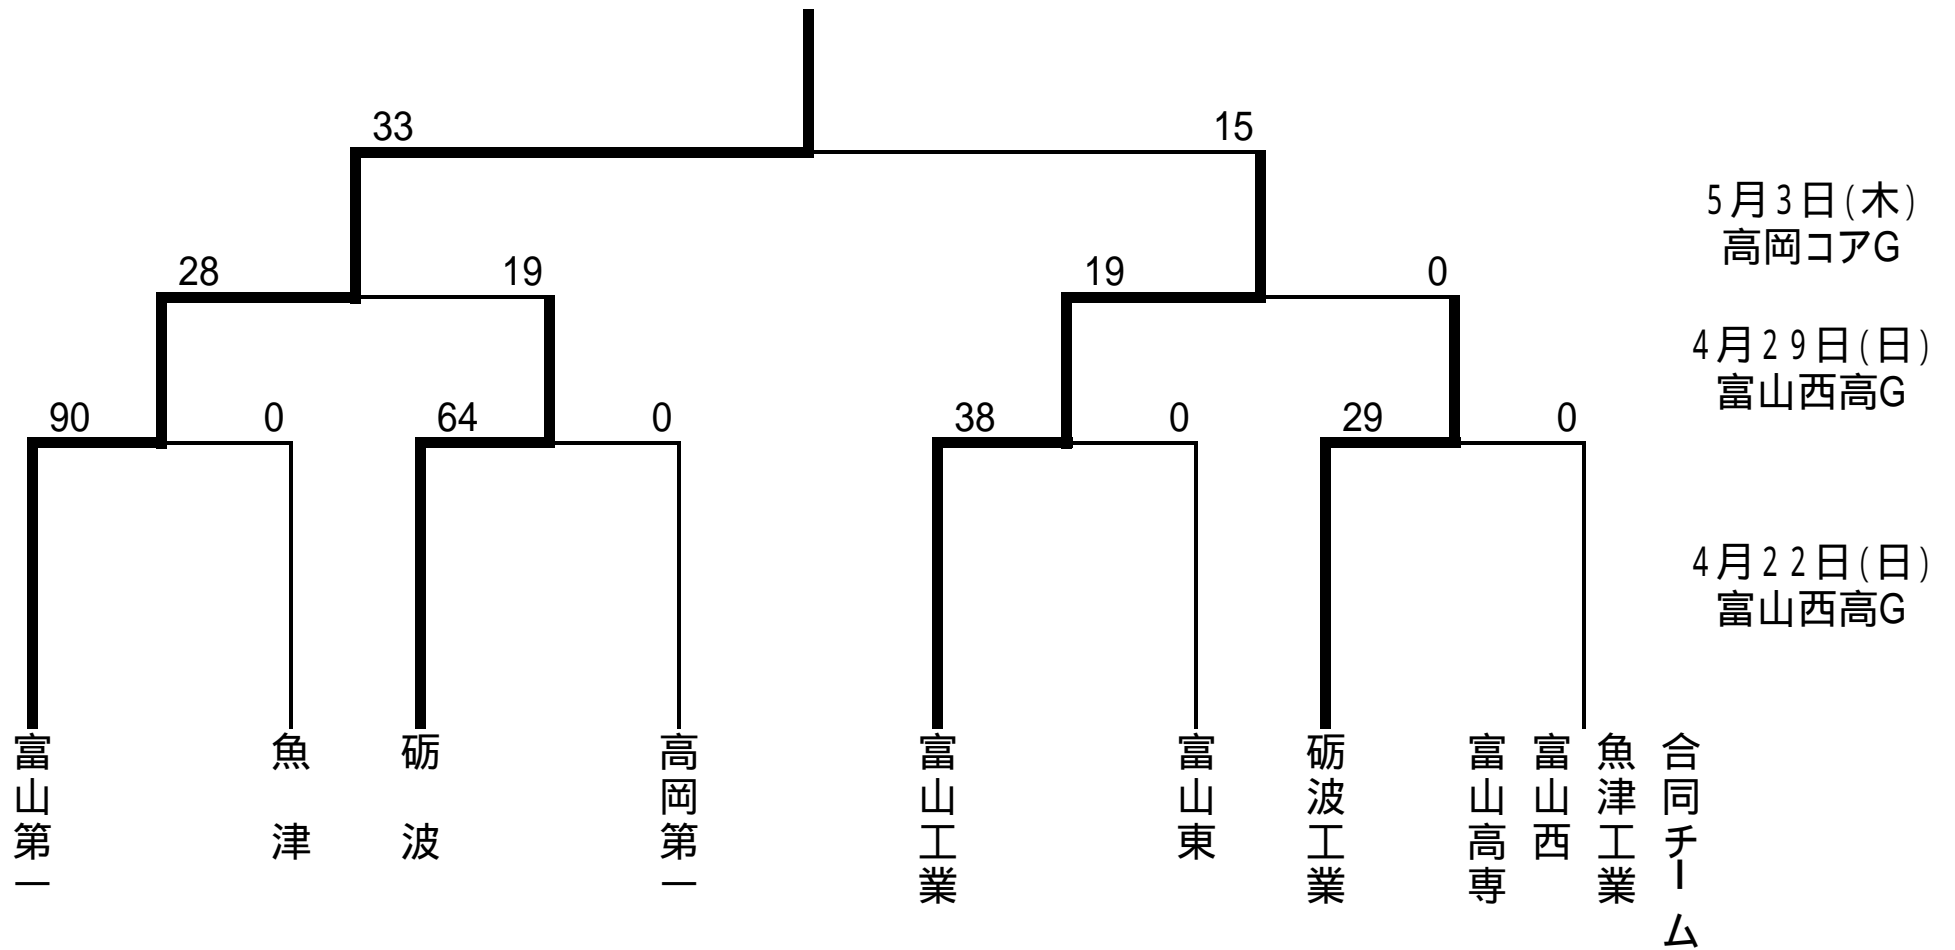 33
15
5月3日(木)
高岡コアG
28
19
19
0
4月29日(日)
富山西高G
90
0
64
0
38
0
29
0
4月22日(日)
富山西高G
富山第一
魚津
砺波
高岡第一
富山工業
富山東
砺波工業
富山高専
富山西
魚津工業
合同チーム